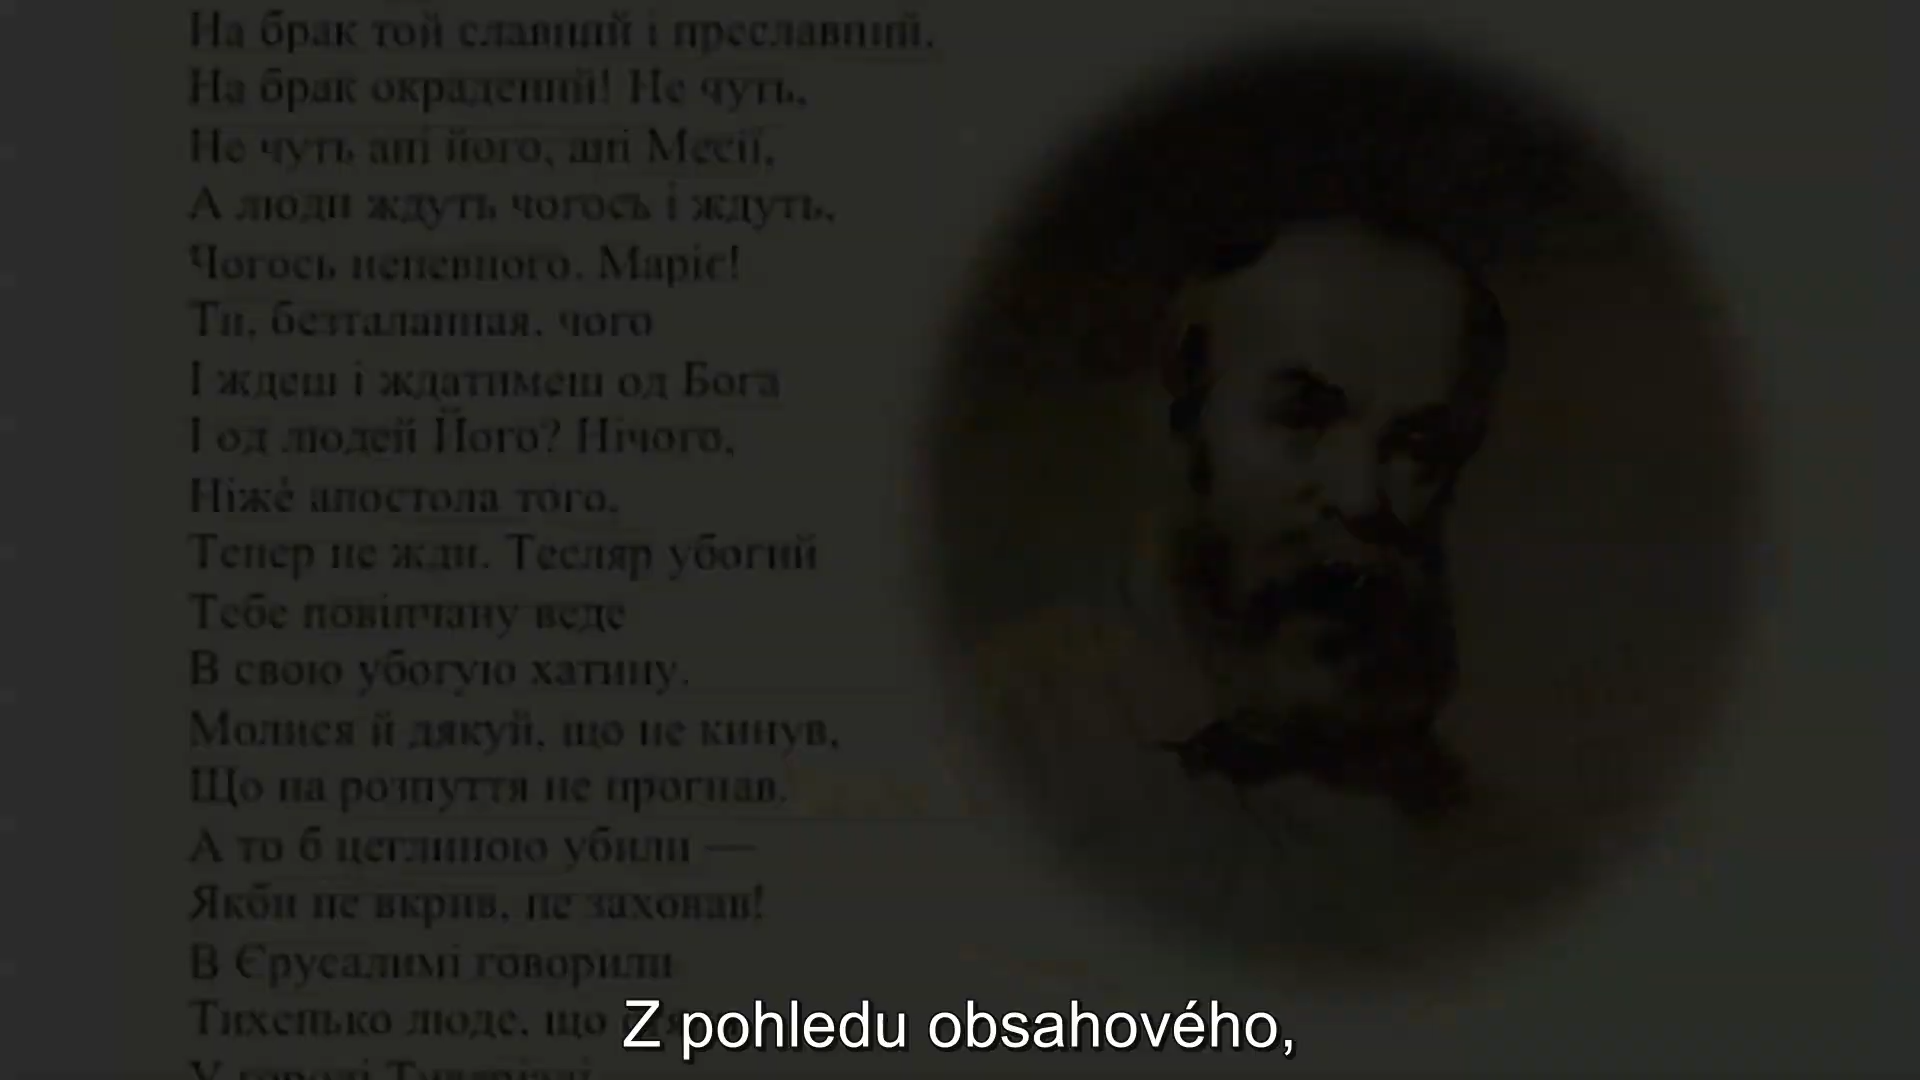 На брак той славний і преславний,
На брак окрадений! Не чуть,
Не чуть ані його, ані Месії,
А люди ждуть чогось і ждуть,
Чогось непевного. Маріє!
Ти, безталанная, чого
І ждеш і ждатимеш од Бога
І од людей Його? Нічого,
Ніже́ апостола того.
Тепер не жди. Тесляр убогий
Тебе повінчану веде
В свою убогую хатину.
Молися й дякуй, що не кинув,
Що на розпуття не прогнав.
А то б цеглиною убили —
Якби не вкрив, не заховав!
В Єрусалимі говорили
Тихенько люде, що
У городі Тиверіаді
Z pohledu obsahového,